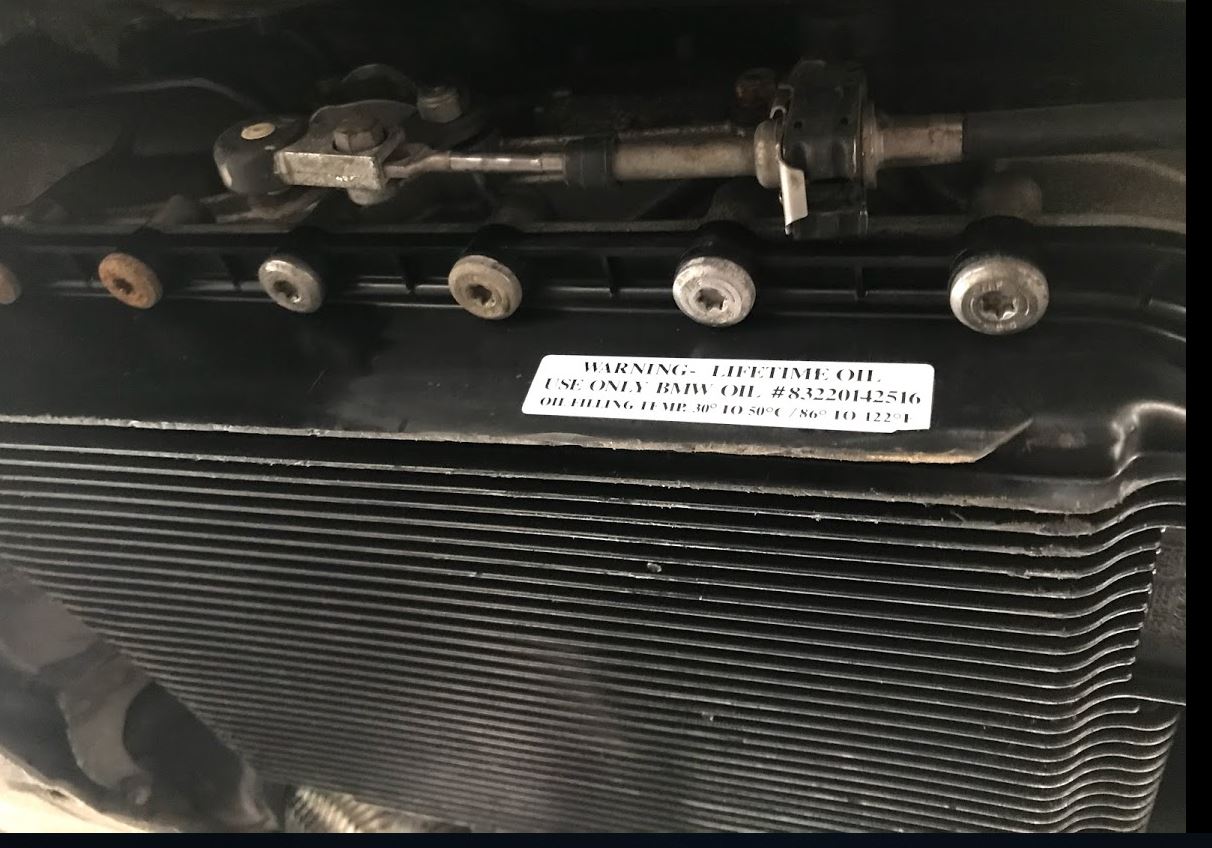 WARNING- LIFETIME OIL
USE ONLY BMW OIL #83220142516
OIL FILLING TEMP. 30° TO 50°C / 86° TO 122°F